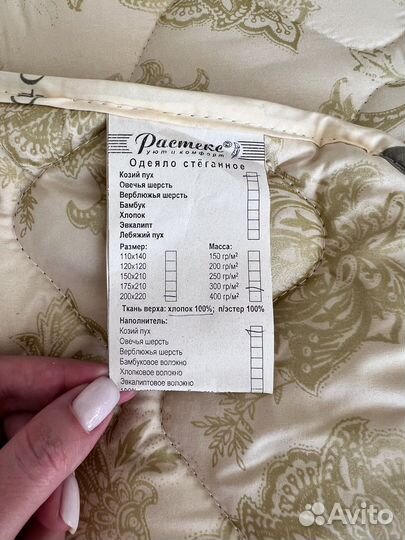 Растекс©
уют и комфорт
Одеяло стёганное
Козий пух
Овечья шерсть
Верблюжья шерсть
Бамбук
Хлопок
Эвкалипт
Лебяжий пух
Размер: Масса:
110х140 150 гр/м²
120х120 200 гр/м²
150х210 250 гр/м²
175х210 300 гр/м²
200х220 400 гр/м²
Ткань верха: хлопок 100%; п/эстер 100%
Наполнитель:
Козий пух
Овечья шерсть
Верблюжья шерсть
Бамбуковое волокно
Хлопковое волокно
Эвкалиптовое волокно
Avito